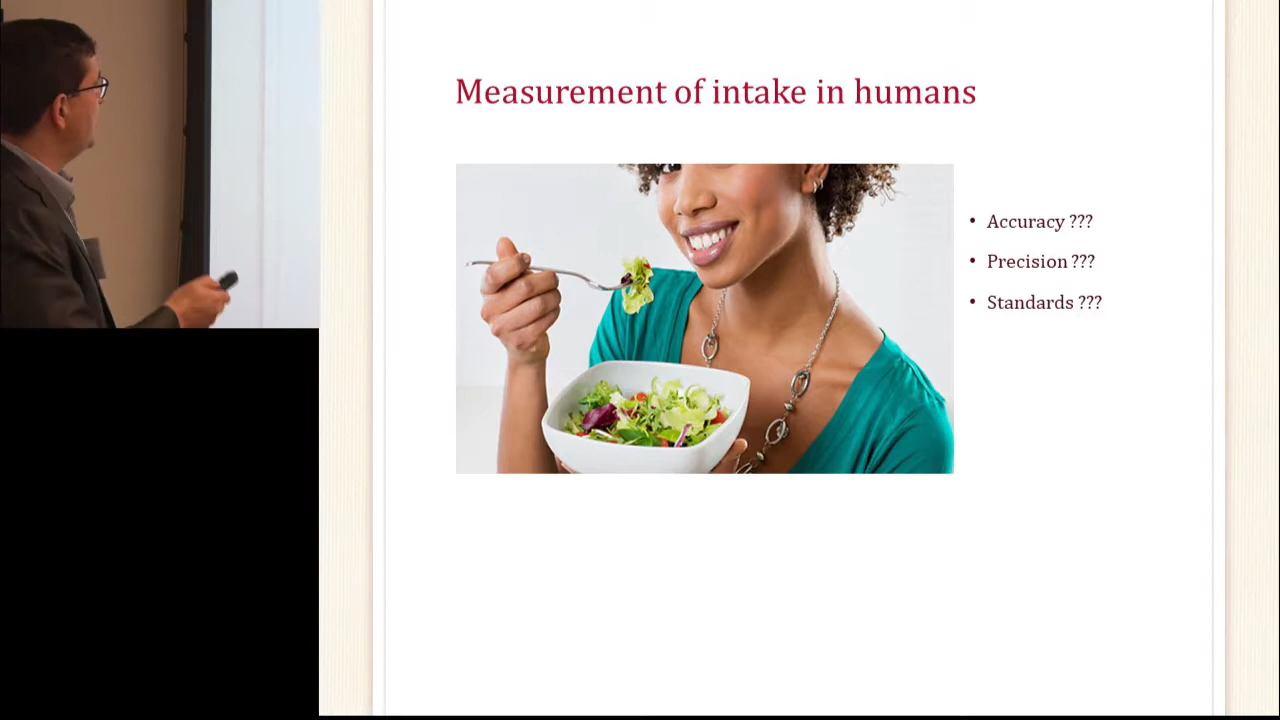 Measurement of intake in humans
• Accuracy ???
• Precision ???
• Standards ???